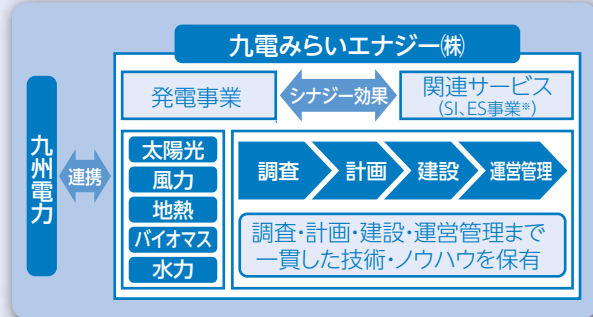 九電みらいエナジー㈱
発電事業
シナジー効果
関連サービス
(SI、ES事業※)
九州電力
連携
太陽光
風力
地熱
バイオマス
水力
調査
計画
建設
運営管理
調査・計画・建設・運営管理まで
一貫した技術・ノウハウを保有